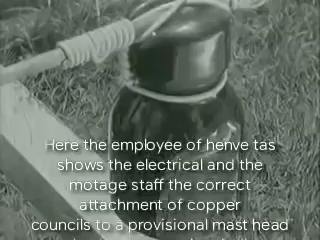 Here the employee of henve tas
shows the electrical and the
motage staff the correct
attachment of copper
councils to a provisional mast head